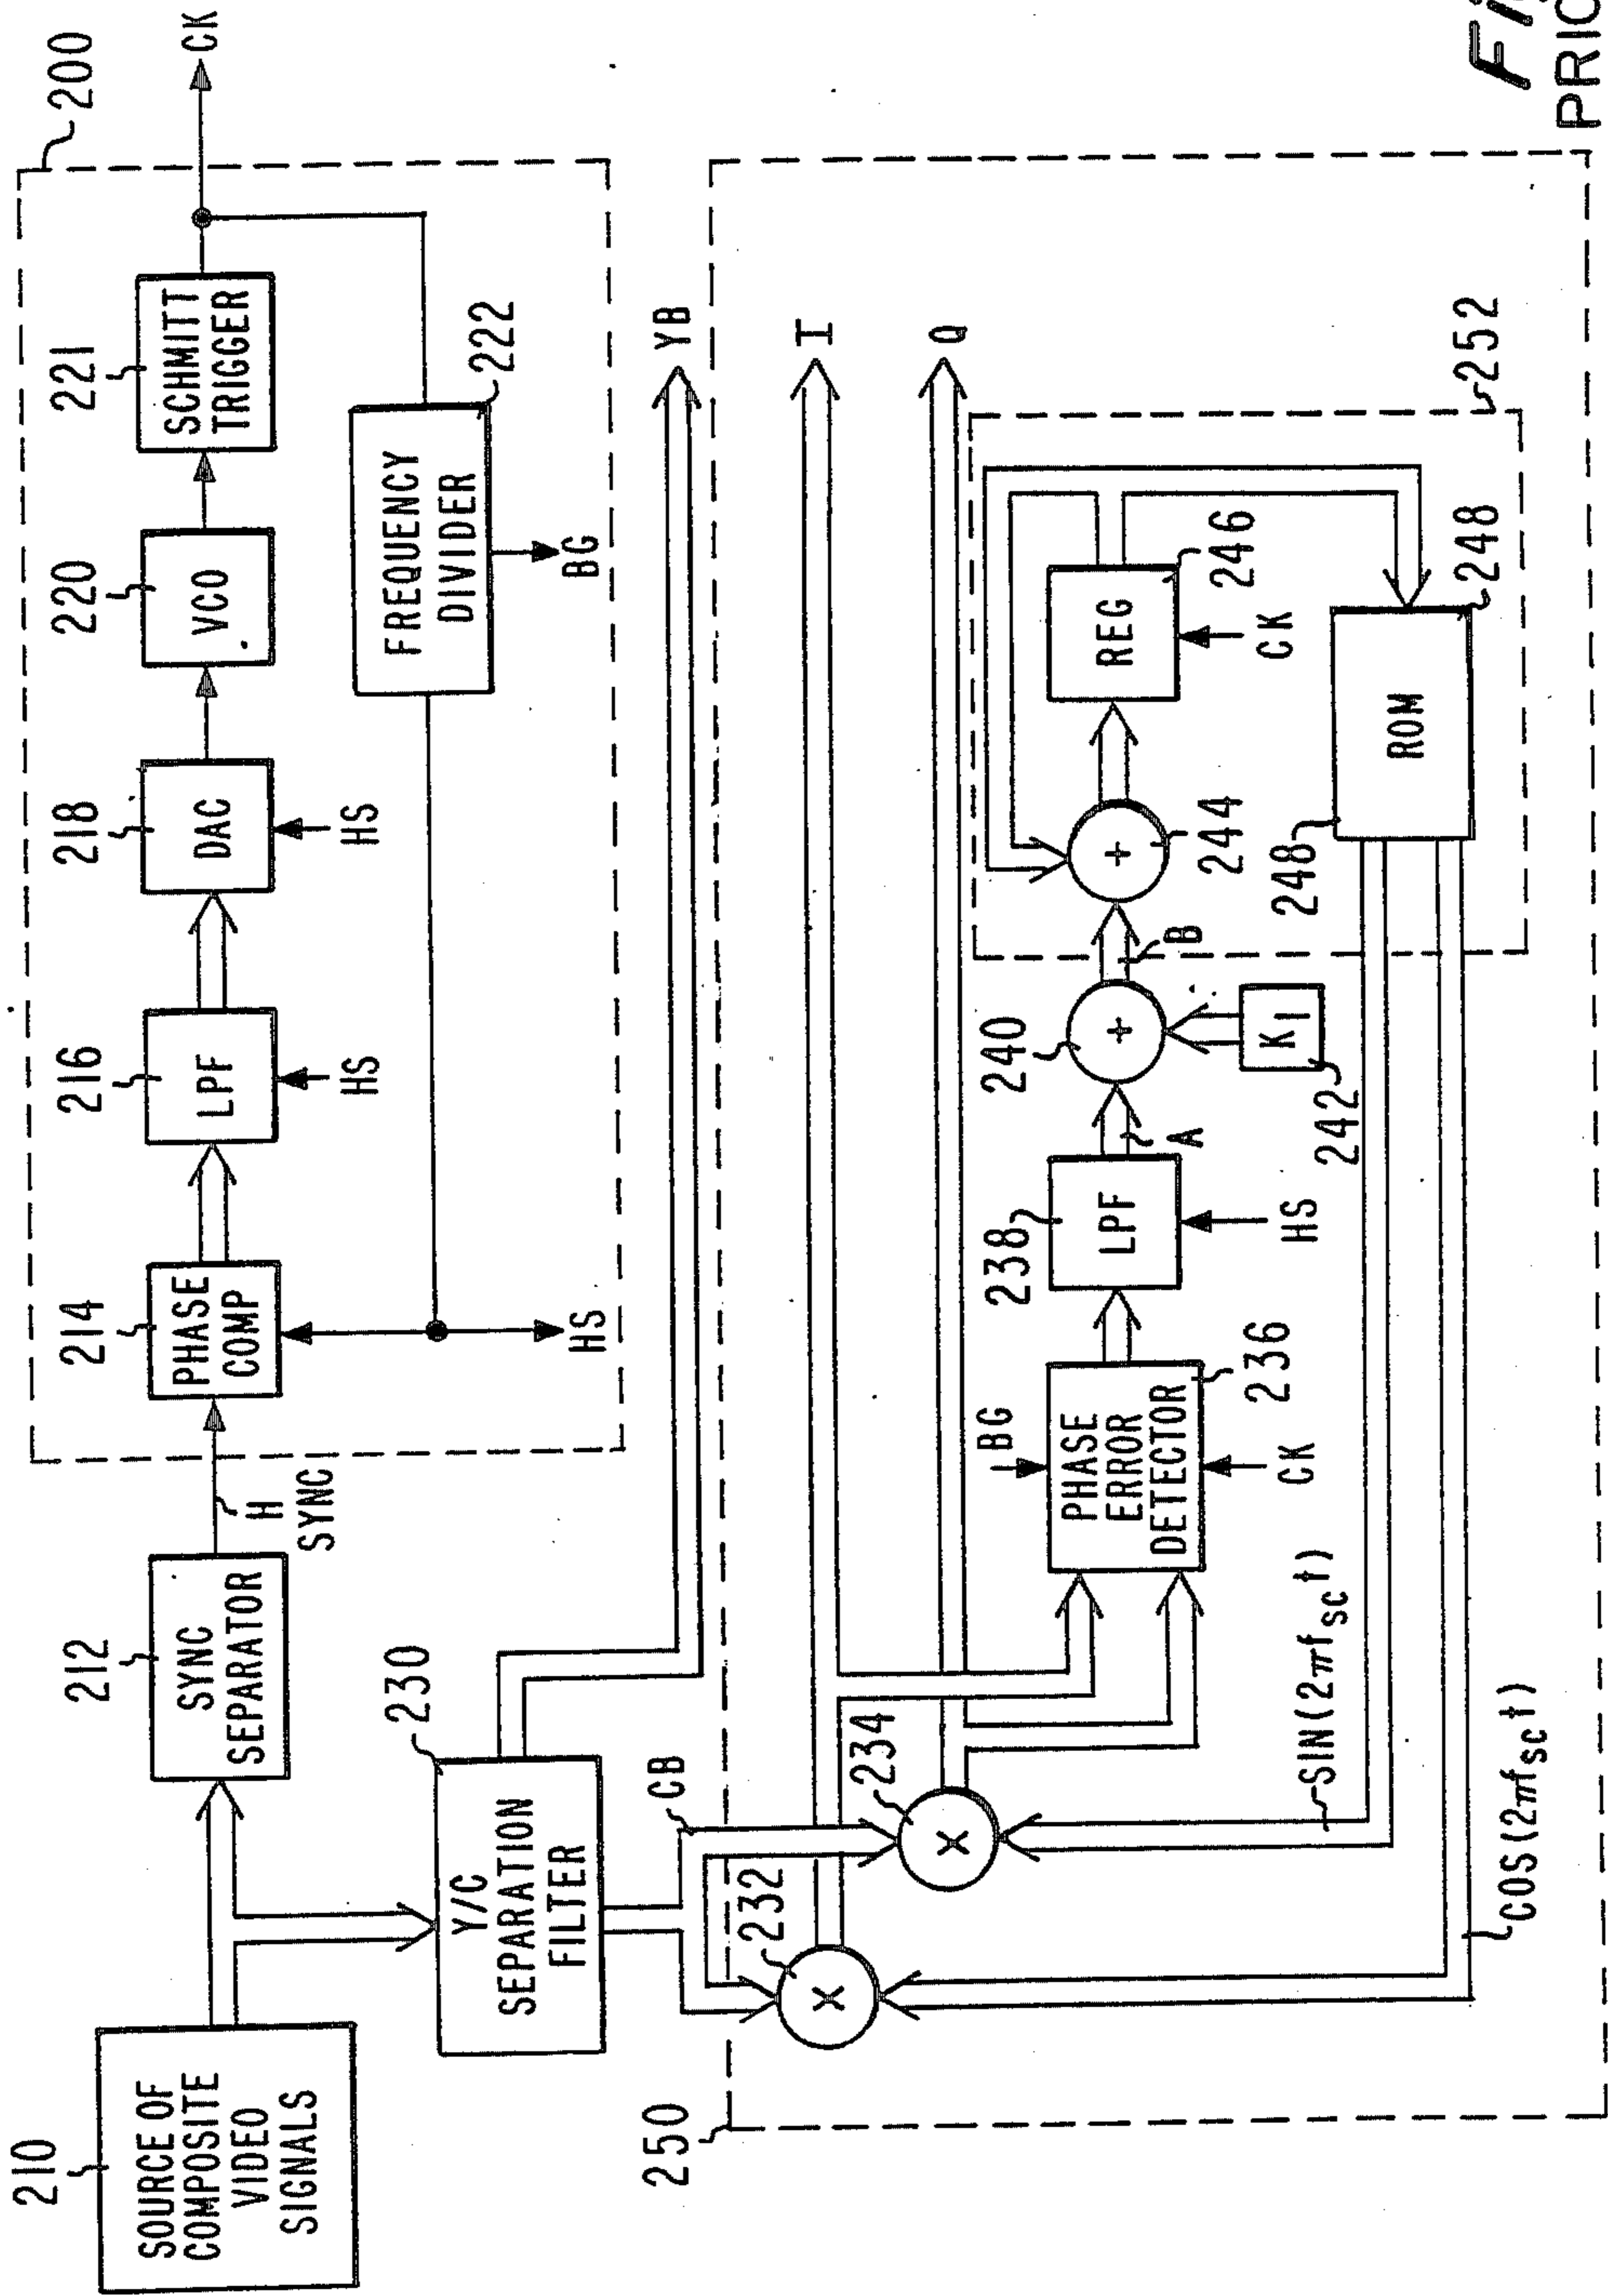 210
SOURCE OF
COMPOSITE
VIDEO
SIGNALS
212
SYNC
SEPARATOR
H
SYNC
214
PHASE
COMP
216
LPF
HS
218
DAC
HS
220
VCO
221
SCHMITT
TRIGGER
200
CK
222
FREQUENCY
DIVIDER
BG
HS
230
Y/C
SEPARATION
FILTER
YB
CB
250
232
X
234
X
I
Q
BG
PHASE
ERROR
DETECTOR
236
CK
238
LPF
HS
A
240
+
K1
242
B
244
+
REG
246
CK
252
248
ROM
248
SIN(2πfsct)
COS(2πfsct)
PRIO